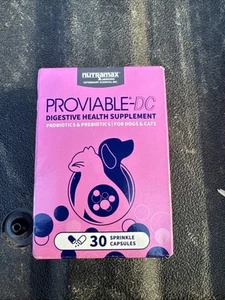 NUTRAMAX
LABORATORIES
VETERINARY SCIENCES, INC.
PROVIABLE®-DC
DIGESTIVE HEALTH SUPPLEMENT
PROBIOTICS & PREBIOTICS | FOR DOGS & CATS
30 SPRINKLE
CAPSULES